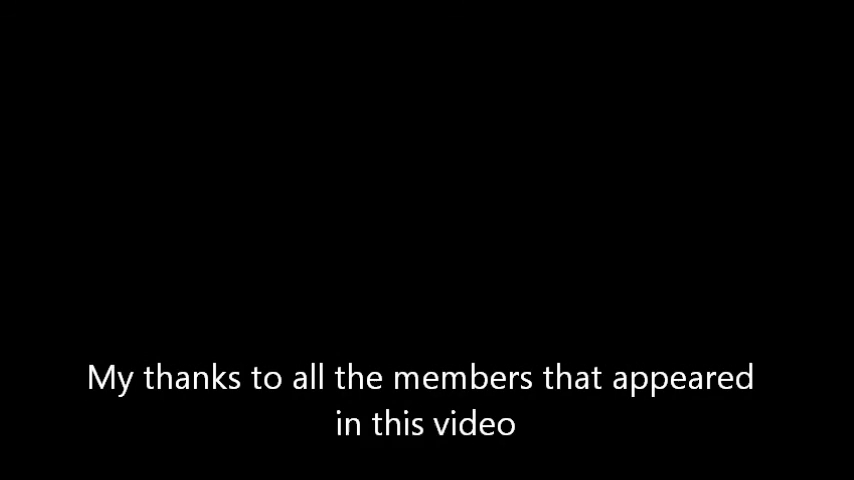 My thanks to all the members that appeared
in this video